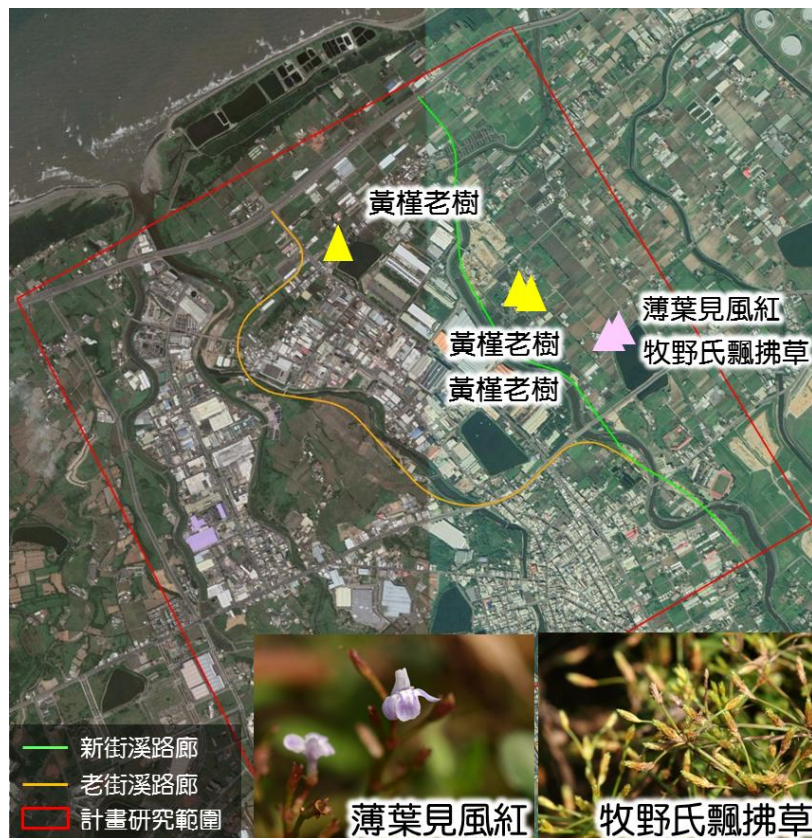 黃槿老樹
薄葉見風紅
牧野氏飄拂草
黃槿老樹
黃槿老樹
新街溪路廊
老街溪路廊
計畫研究範圍
薄葉見風紅
牧野氏飄拂草